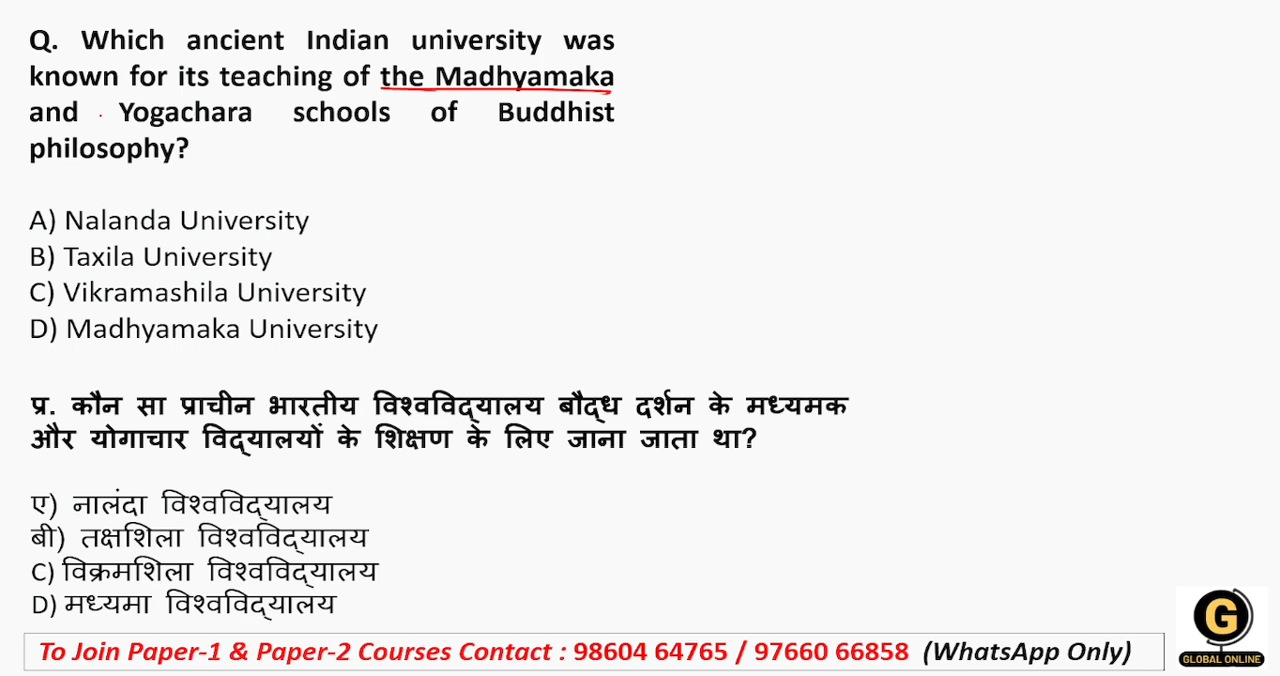 Q. Which ancient Indian university was
known for its teaching of the Madhyamaka
and Yogachara schools of Buddhist
philosophy?
A) Nalanda University
B) Taxila University
C) Vikramashila University
D) Madhyamaka University
प्र. कौन सा प्राचीन भारतीय विश्वविद्यालय बौद्ध दर्शन के मध्यमक
और योगाचार विद्यालयों के शिक्षण के लिए जाना जाता था?
ए) नालंदा विश्वविद्यालय
बी) तक्षशिला विश्वविद्यालय
C) विक्रमशिला विश्वविद्यालय
D) मध्यमा विश्वविद्यालय
To Join Paper-1 & Paper-2 Courses Contact : 98604 64765 / 97660 66858 (WhatsApp Only)
G
GLOBAL ONLINE